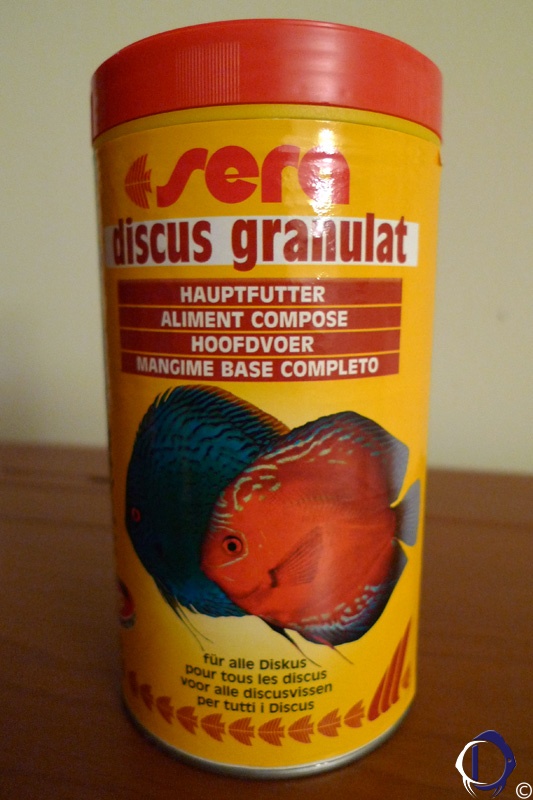 sera
discus granulat
HAUPTFUTTER
ALIMENT COMPOSE
HOOFDVOER
MANGIME BASE COMPLETO
für alle Diskus
pour tous les discus
voor alle discusvissen
per tutti i Discus
©